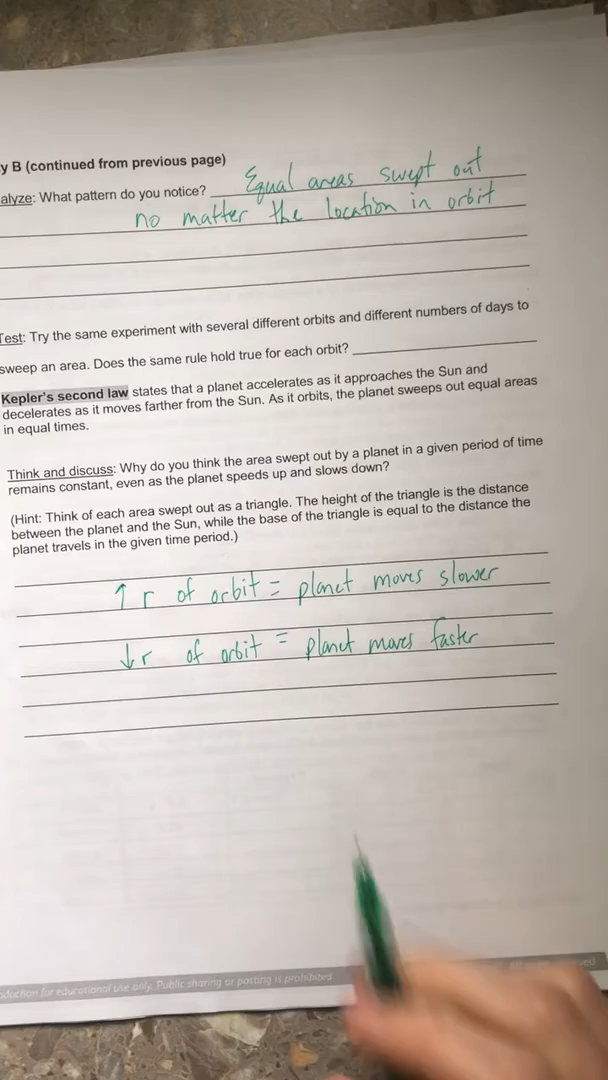 y B (continued from previous page)
alyze: What pattern do you notice? Equal areas swept out
no matter the location in orbit
Test: Try the same experiment with several different orbits and different numbers of days to
sweep an area. Does the same rule hold true for each orbit?
Kepler's second law states that a planet accelerates as it approaches the Sun and
decelerates as it moves farther from the Sun. As it orbits, the planet sweeps out equal areas
in equal times.
Think and discuss: Why do you think the area swept out by a planet in a given period of time
remains constant, even as the planet speeds up and slows down?
(Hint: Think of each area swept out as a triangle. The height of the triangle is the distance
between the planet and the Sun, while the base of the triangle is equal to the distance the
planet travels in the given time period.)
↑ r of orbit = planet moves slower
↓ r of orbit = planet moves faster
oduction for educational use only. Public sharing or posting is prohibited